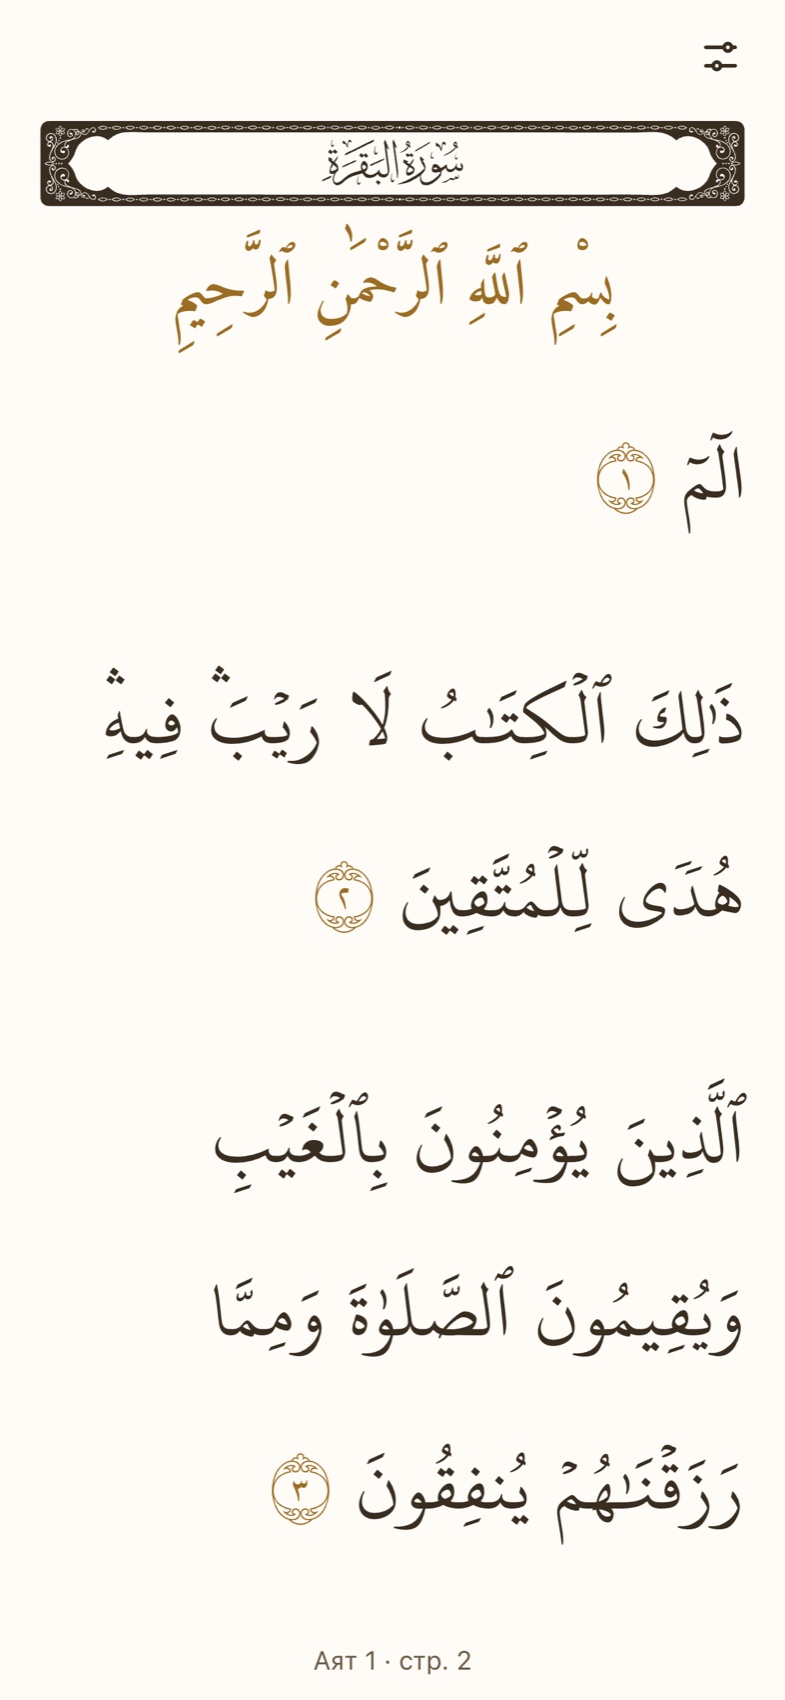 سُورَةُ البَقَرَةِ
بِسْمِ ٱللَّهِ ٱلرَّحْمَٰنِ ٱلرَّحِيمِ
الٓمٓ ١
ذَٰلِكَ ٱلۡكِتَٰبُ لَا رَيۡبَۛ فِيهِۛ
هُدٗى لِّلۡمُتَّقِينَ ٢
ٱلَّذِينَ يُؤۡمِنُونَ بِٱلۡغَيۡبِ
وَيُقِيمُونَ ٱلصَّلَوٰةَ وَمِمَّا
رَزَقۡنَٰهُمۡ يُنفِقُونَ ٣
Аят 1 · стр. 2